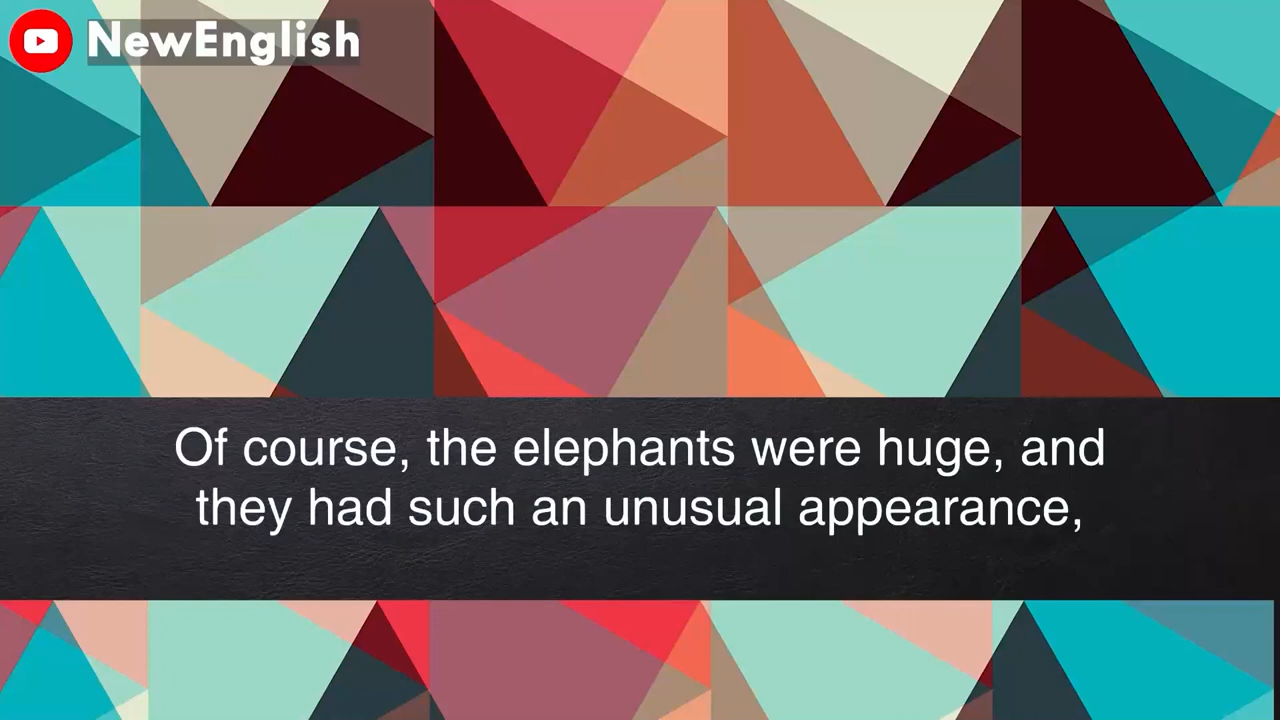 NewEnglish
Of course, the elephants were huge, and
they had such an unusual appearance,